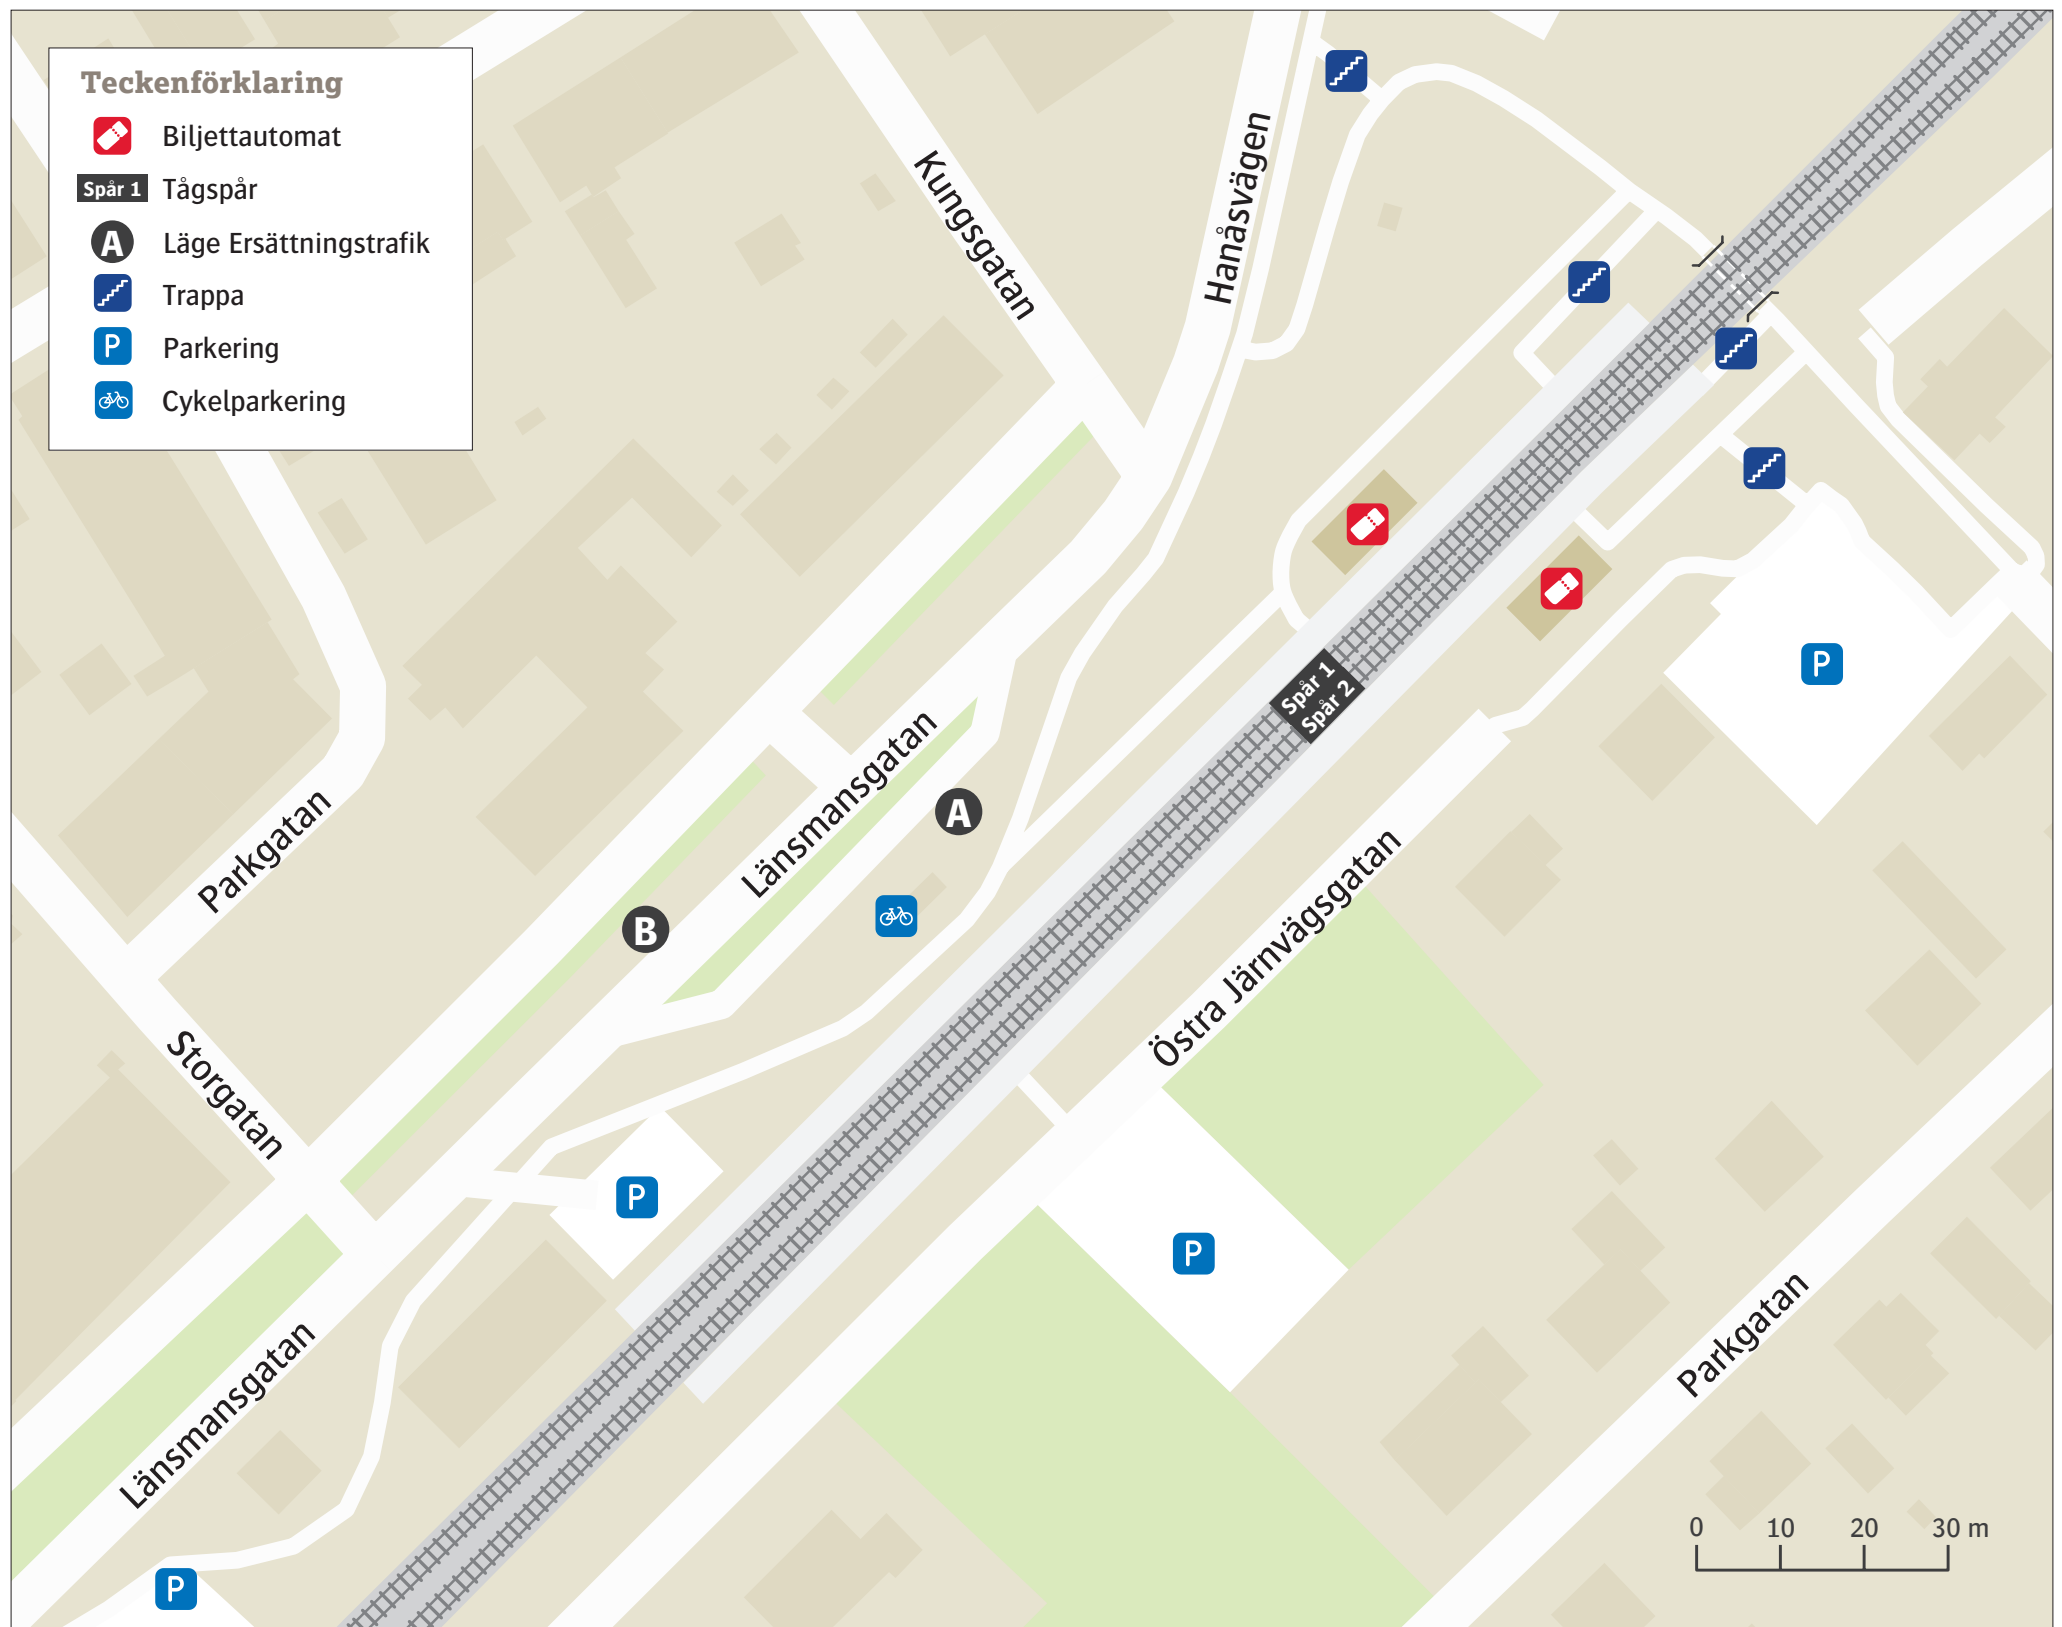 Teckenförklaring
Biljettautomat
Spår 1 Tågspår
A Läge Ersättningstrafik
Trappa
P Parkering
Cykelparkering
Kungsgatan
Hanåsvägen
Spår 1
Spår 2
P
Länsmansgatan
A
B
Parkgatan
Östra Järnvägsgatan
Storgatan
P
P
Länsmansgatan
Parkgatan
P
0 10 20 30 m